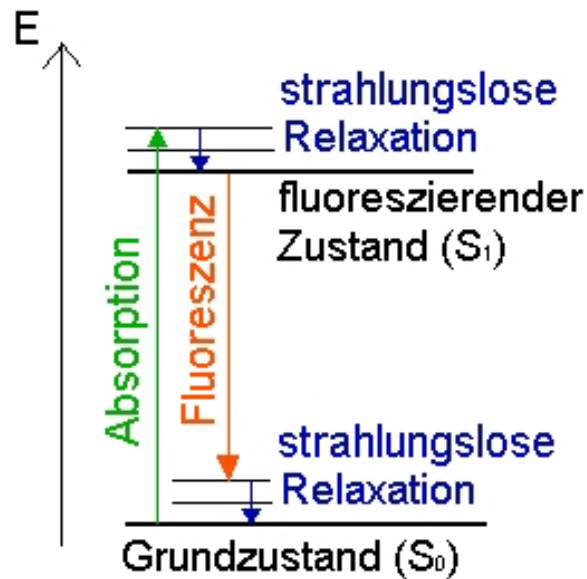 E
strahlungslose
Relaxation
fluoreszierender
Zustand (S₁)
Absorption
Fluoreszenz
strahlungslose
Relaxation
Grundzustand (S₀)